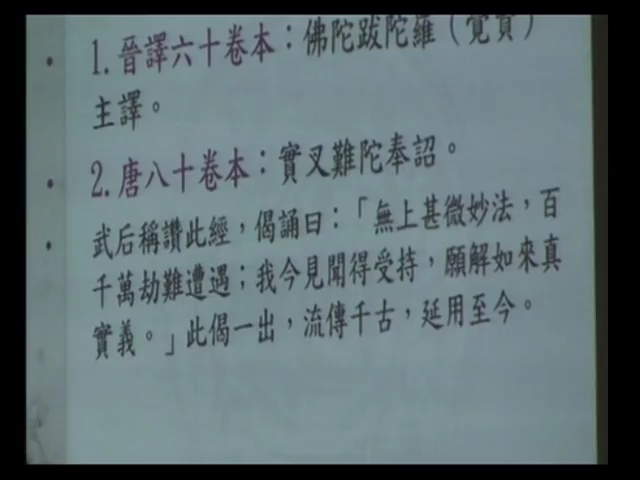 1. 晉譯六十卷本：佛陀跋陀羅（覺賢）
主譯。
2. 唐八十卷本：實叉難陀奉詔。
武后稱讚此經，偈誦曰：「無上甚微妙法，百
千萬劫難遭遇；我今見聞得受持，願解如來真
實義。」此偈一出，流傳千古，延用至今。